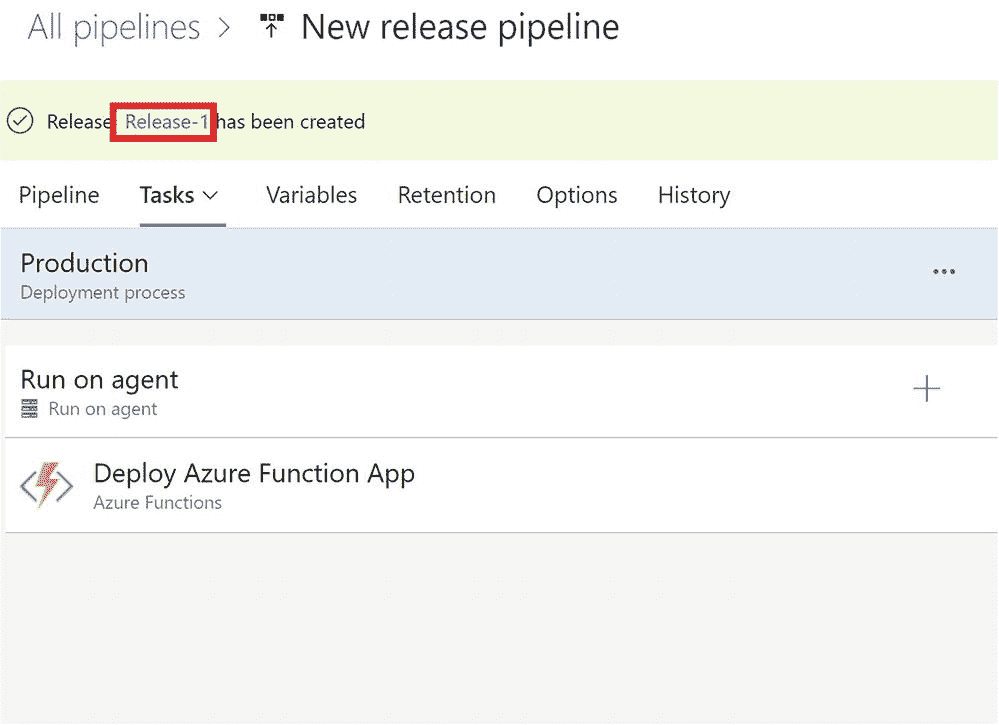 All pipelines > New release pipeline
Release Release-1 has been created
Pipeline Tasks Variables Retention Options History
Production
Deployment process
Run on agent
Run on agent
Deploy Azure Function App
Azure Functions